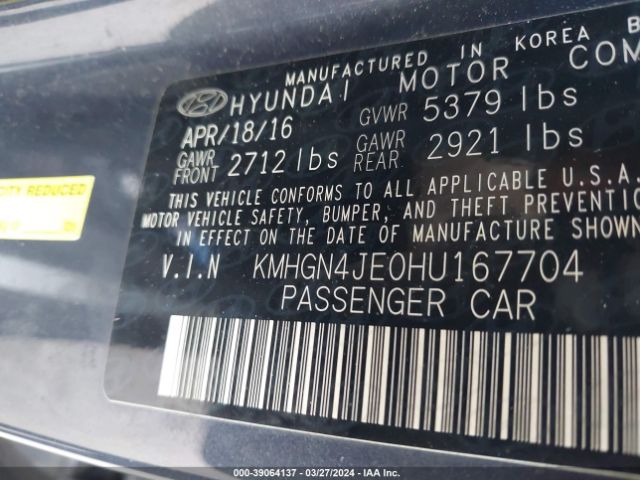 MANUFACTURED IN KOREA B
HYUNDAI MOTOR COM
APR/18/16 GVWR 5379 lbs
GAWR FRONT 2712 lbs GAWR REAR 2921 lbs
THIS VEHICLE CONFORMS TO ALL APPLICABLE U.S.A.
MOTOR VEHICLE SAFETY, BUMPER, AND THEFT PREVENTIO
IN EFFECT ON THE DATE OF MANUFACTURE SHOWN
V.I.N KMHGN4JE0HU167704
PASSENGER CAR
CITY REDUCED
000-39064137 - 03/27/2024 - IAA Inc.